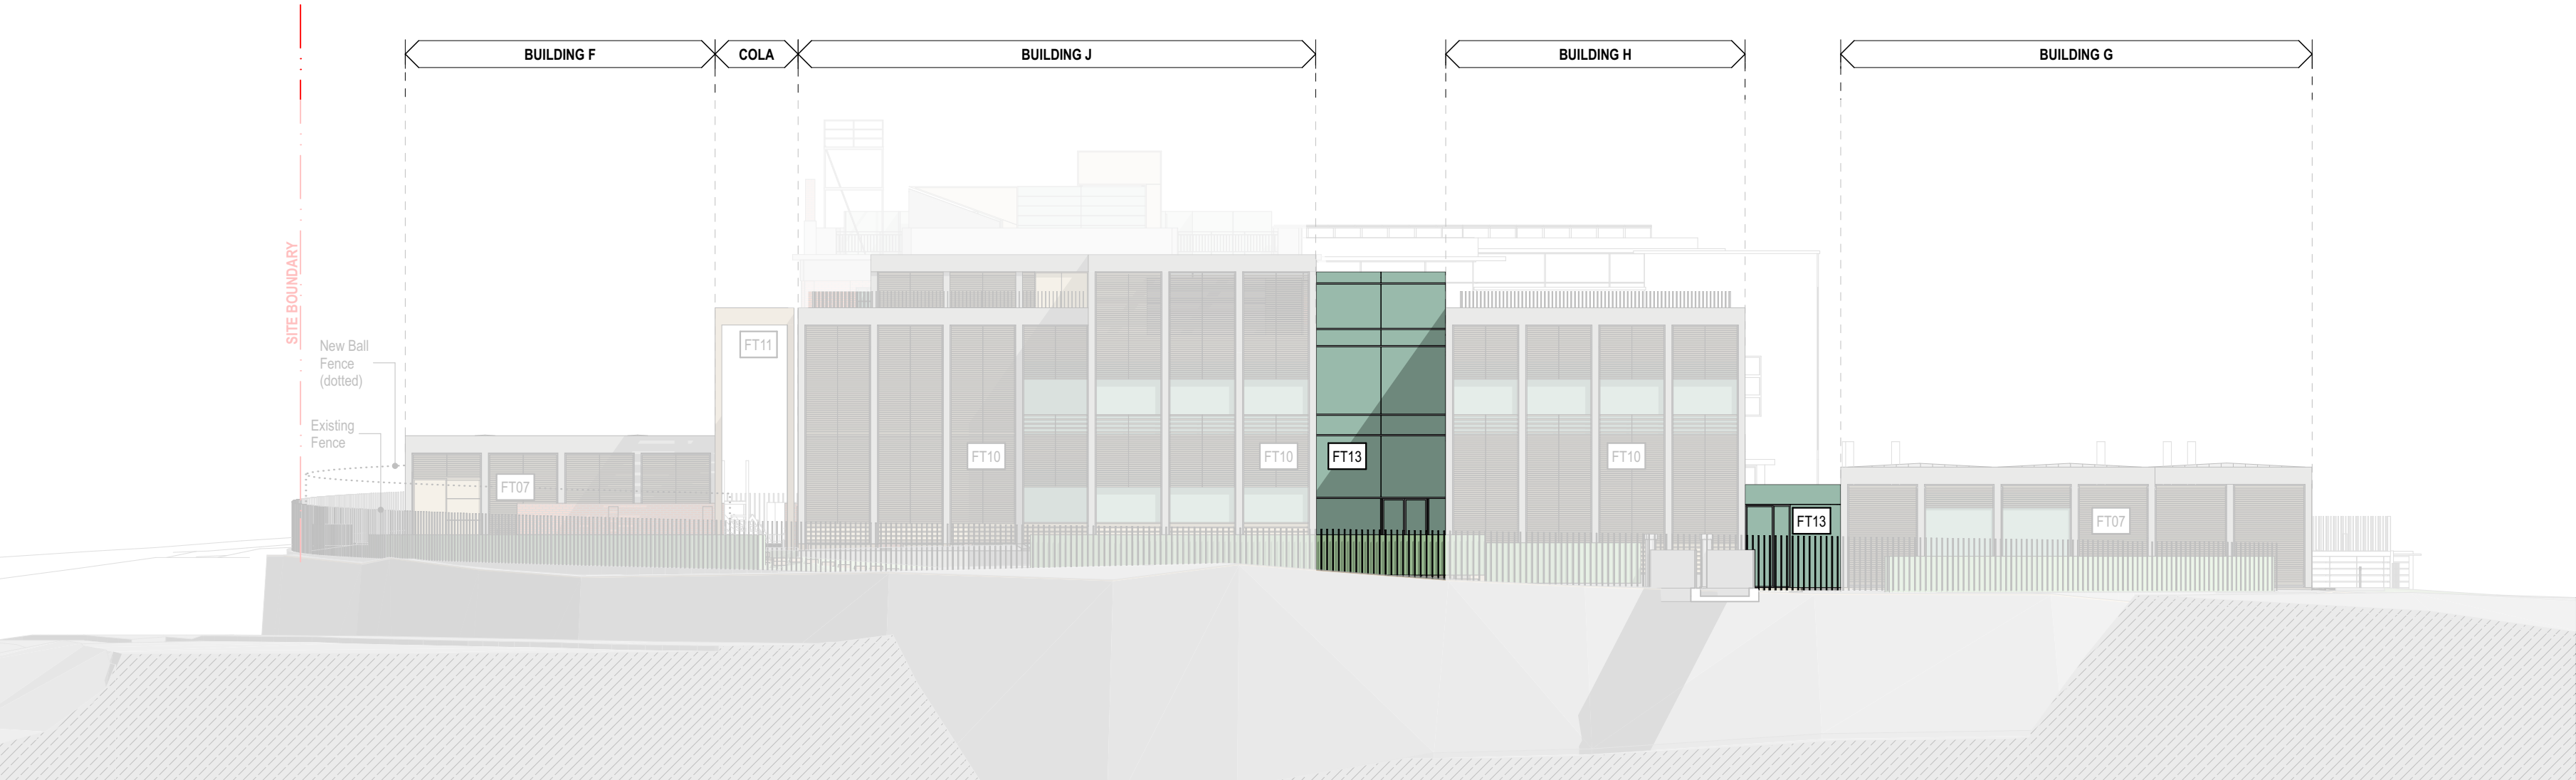 BUILDING F
COLA
BUILDING J
BUILDING H
BUILDING G
SITE BOUNDARY
New Ball
Fence
(dotted)
Existing
Fence
FT11
FT07
FT10
FT10
FT13
FT10
FT13
FT07